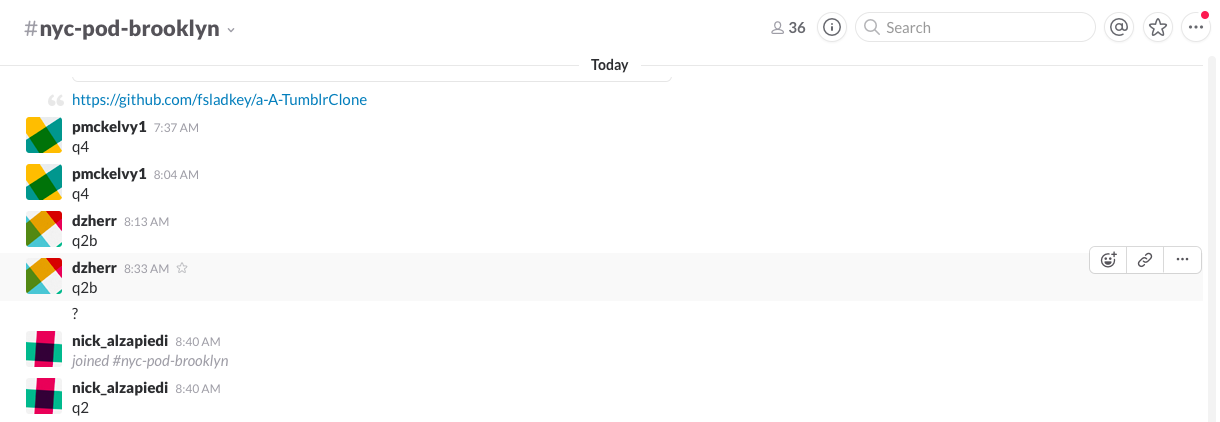 #nyc-pod-brooklyn
36
Search
Today
https://github.com/fsladkey/a-A-TumblrClone
pmckelvy1 7:37 AM
q4
pmckelvy1 8:04 AM
q4
dzherr 8:13 AM
q2b
dzherr 8:33 AM
q2b
?
nick_alzapiedi 8:40 AM
joined #nyc-pod-brooklyn
nick_alzapiedi 8:40 AM
q2